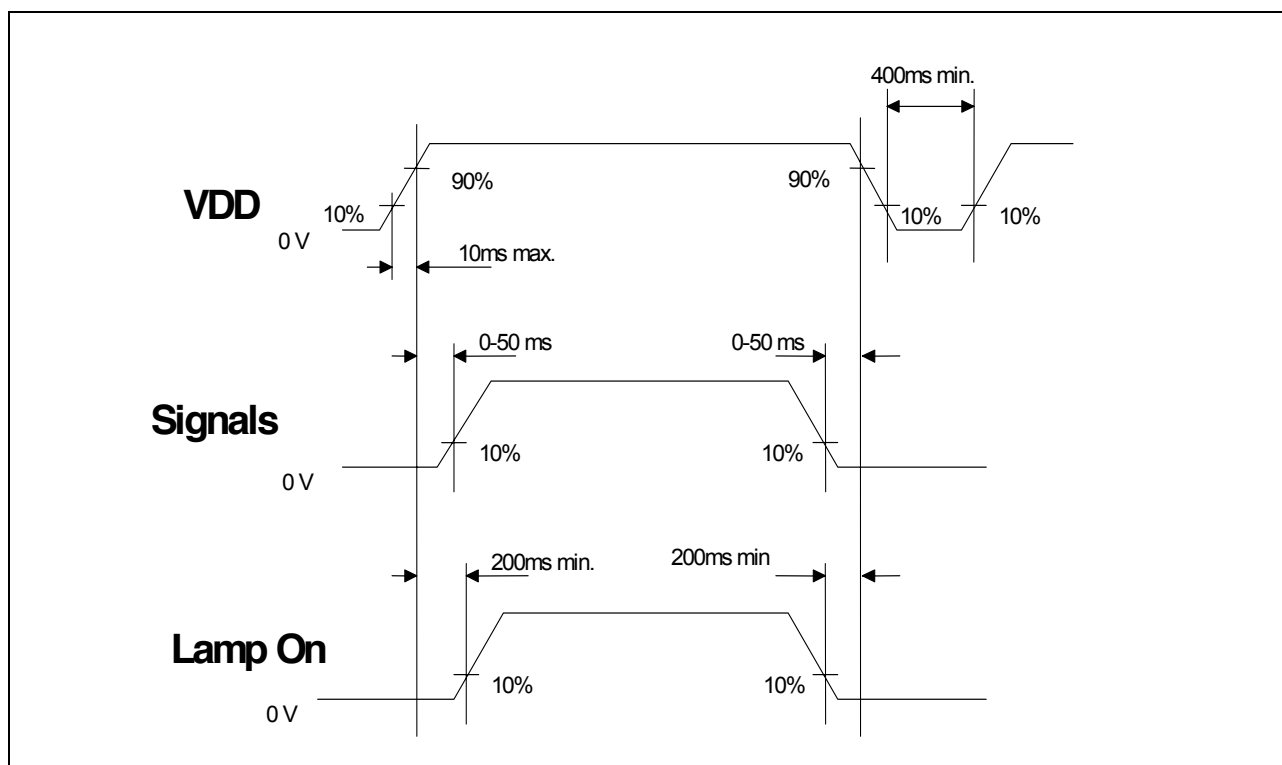 400ms min.
90%
90%
VDD
10%
10%
10%
0 V
10ms max.
0-50 ms
0-50 ms
Signals
10%
10%
0 V
200ms min.
200ms min
Lamp On
10%
10%
0 V